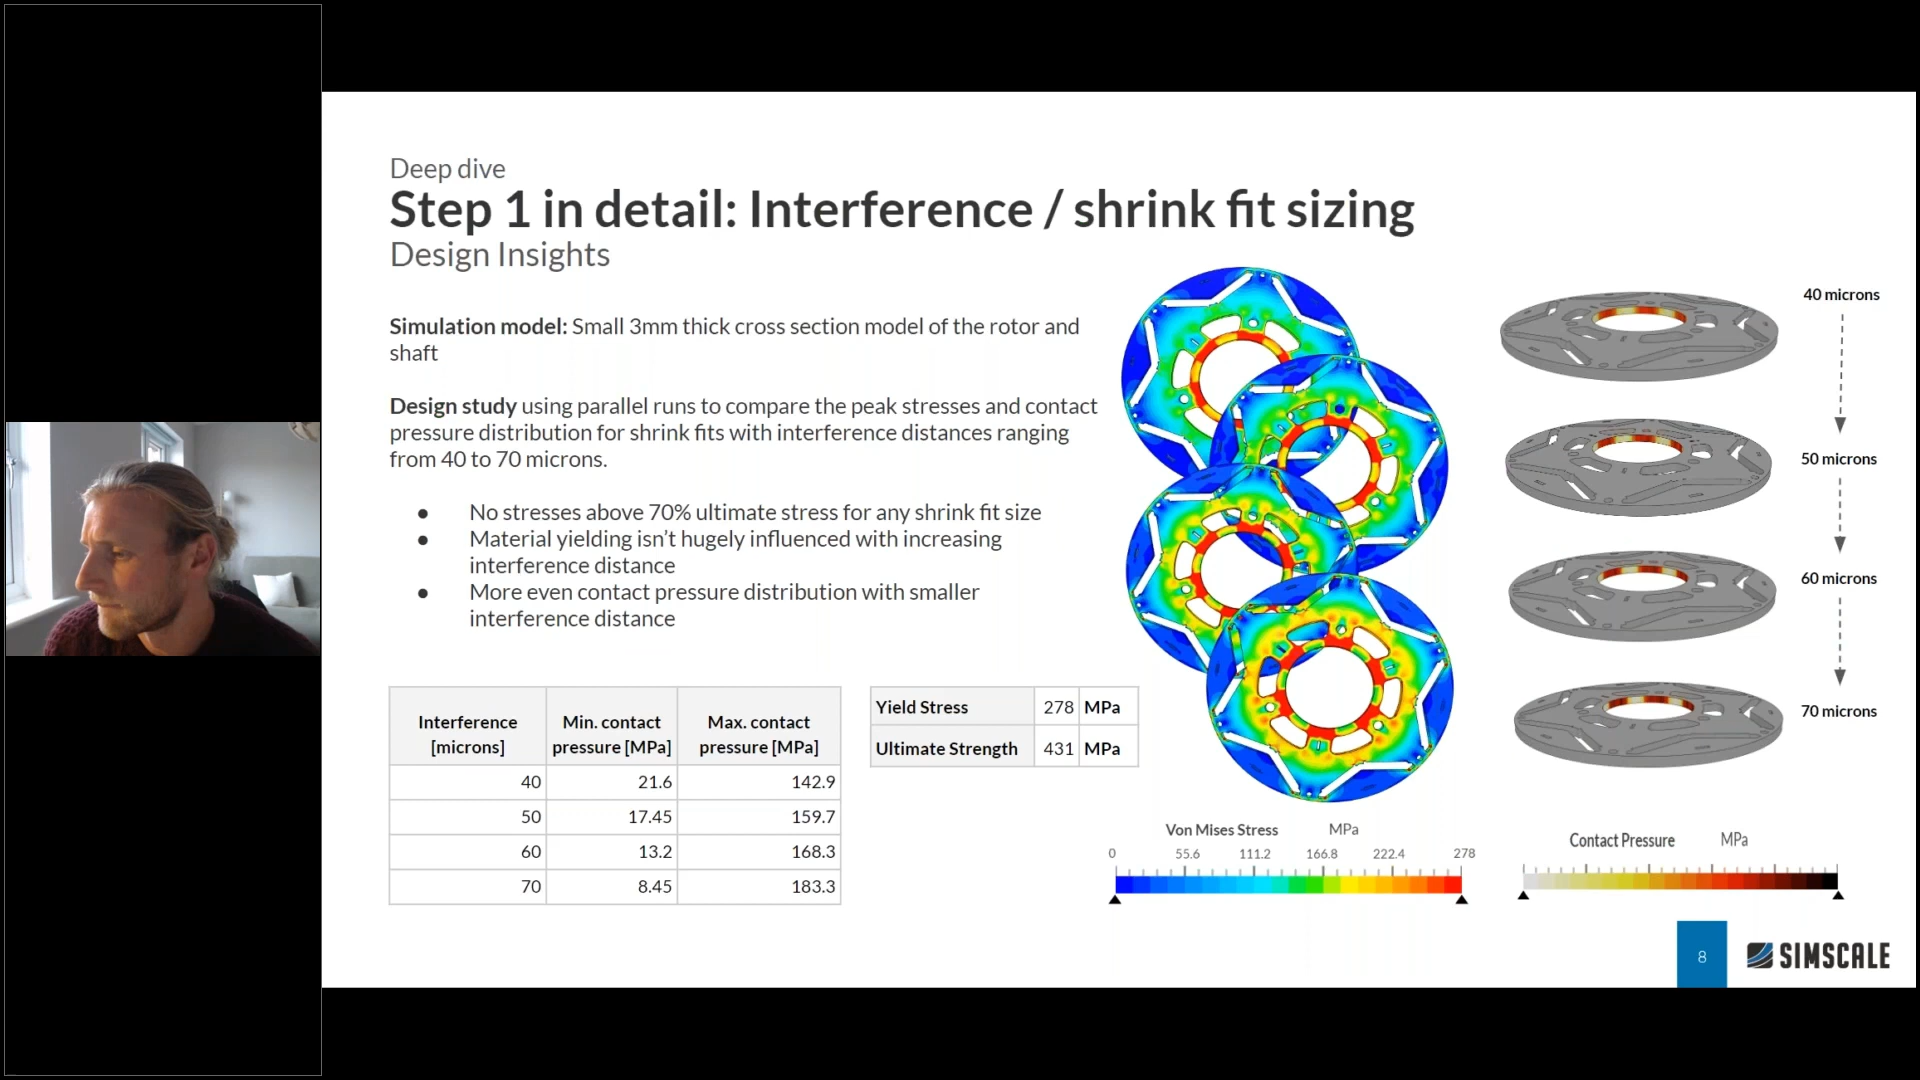 Deep dive
Step 1 in detail: Interference / shrink fit sizing
Design Insights
Simulation model: Small 3mm thick cross section model of the rotor and
shaft
Design study using parallel runs to compare the peak stresses and contact
pressure distribution for shrink fits with interference distances ranging
from 40 to 70 microns.
● No stresses above 70% ultimate stress for any shrink fit size
● Material yielding isn't hugely influenced with increasing
interference distance
● More even contact pressure distribution with smaller
interference distance
Interference Min. contact Max. contact
[microns] pressure [MPa] pressure [MPa]
40 21.6 142.9
50 17.45 159.7
60 13.2 168.3
70 8.45 183.3
Yield Stress 278 MPa
Ultimate Strength 431 MPa
Von Mises Stress MPa
0 55.6 111.2 166.8 222.4 278
40 microns
50 microns
60 microns
70 microns
Contact Pressure MPa
8
SIMSCALE